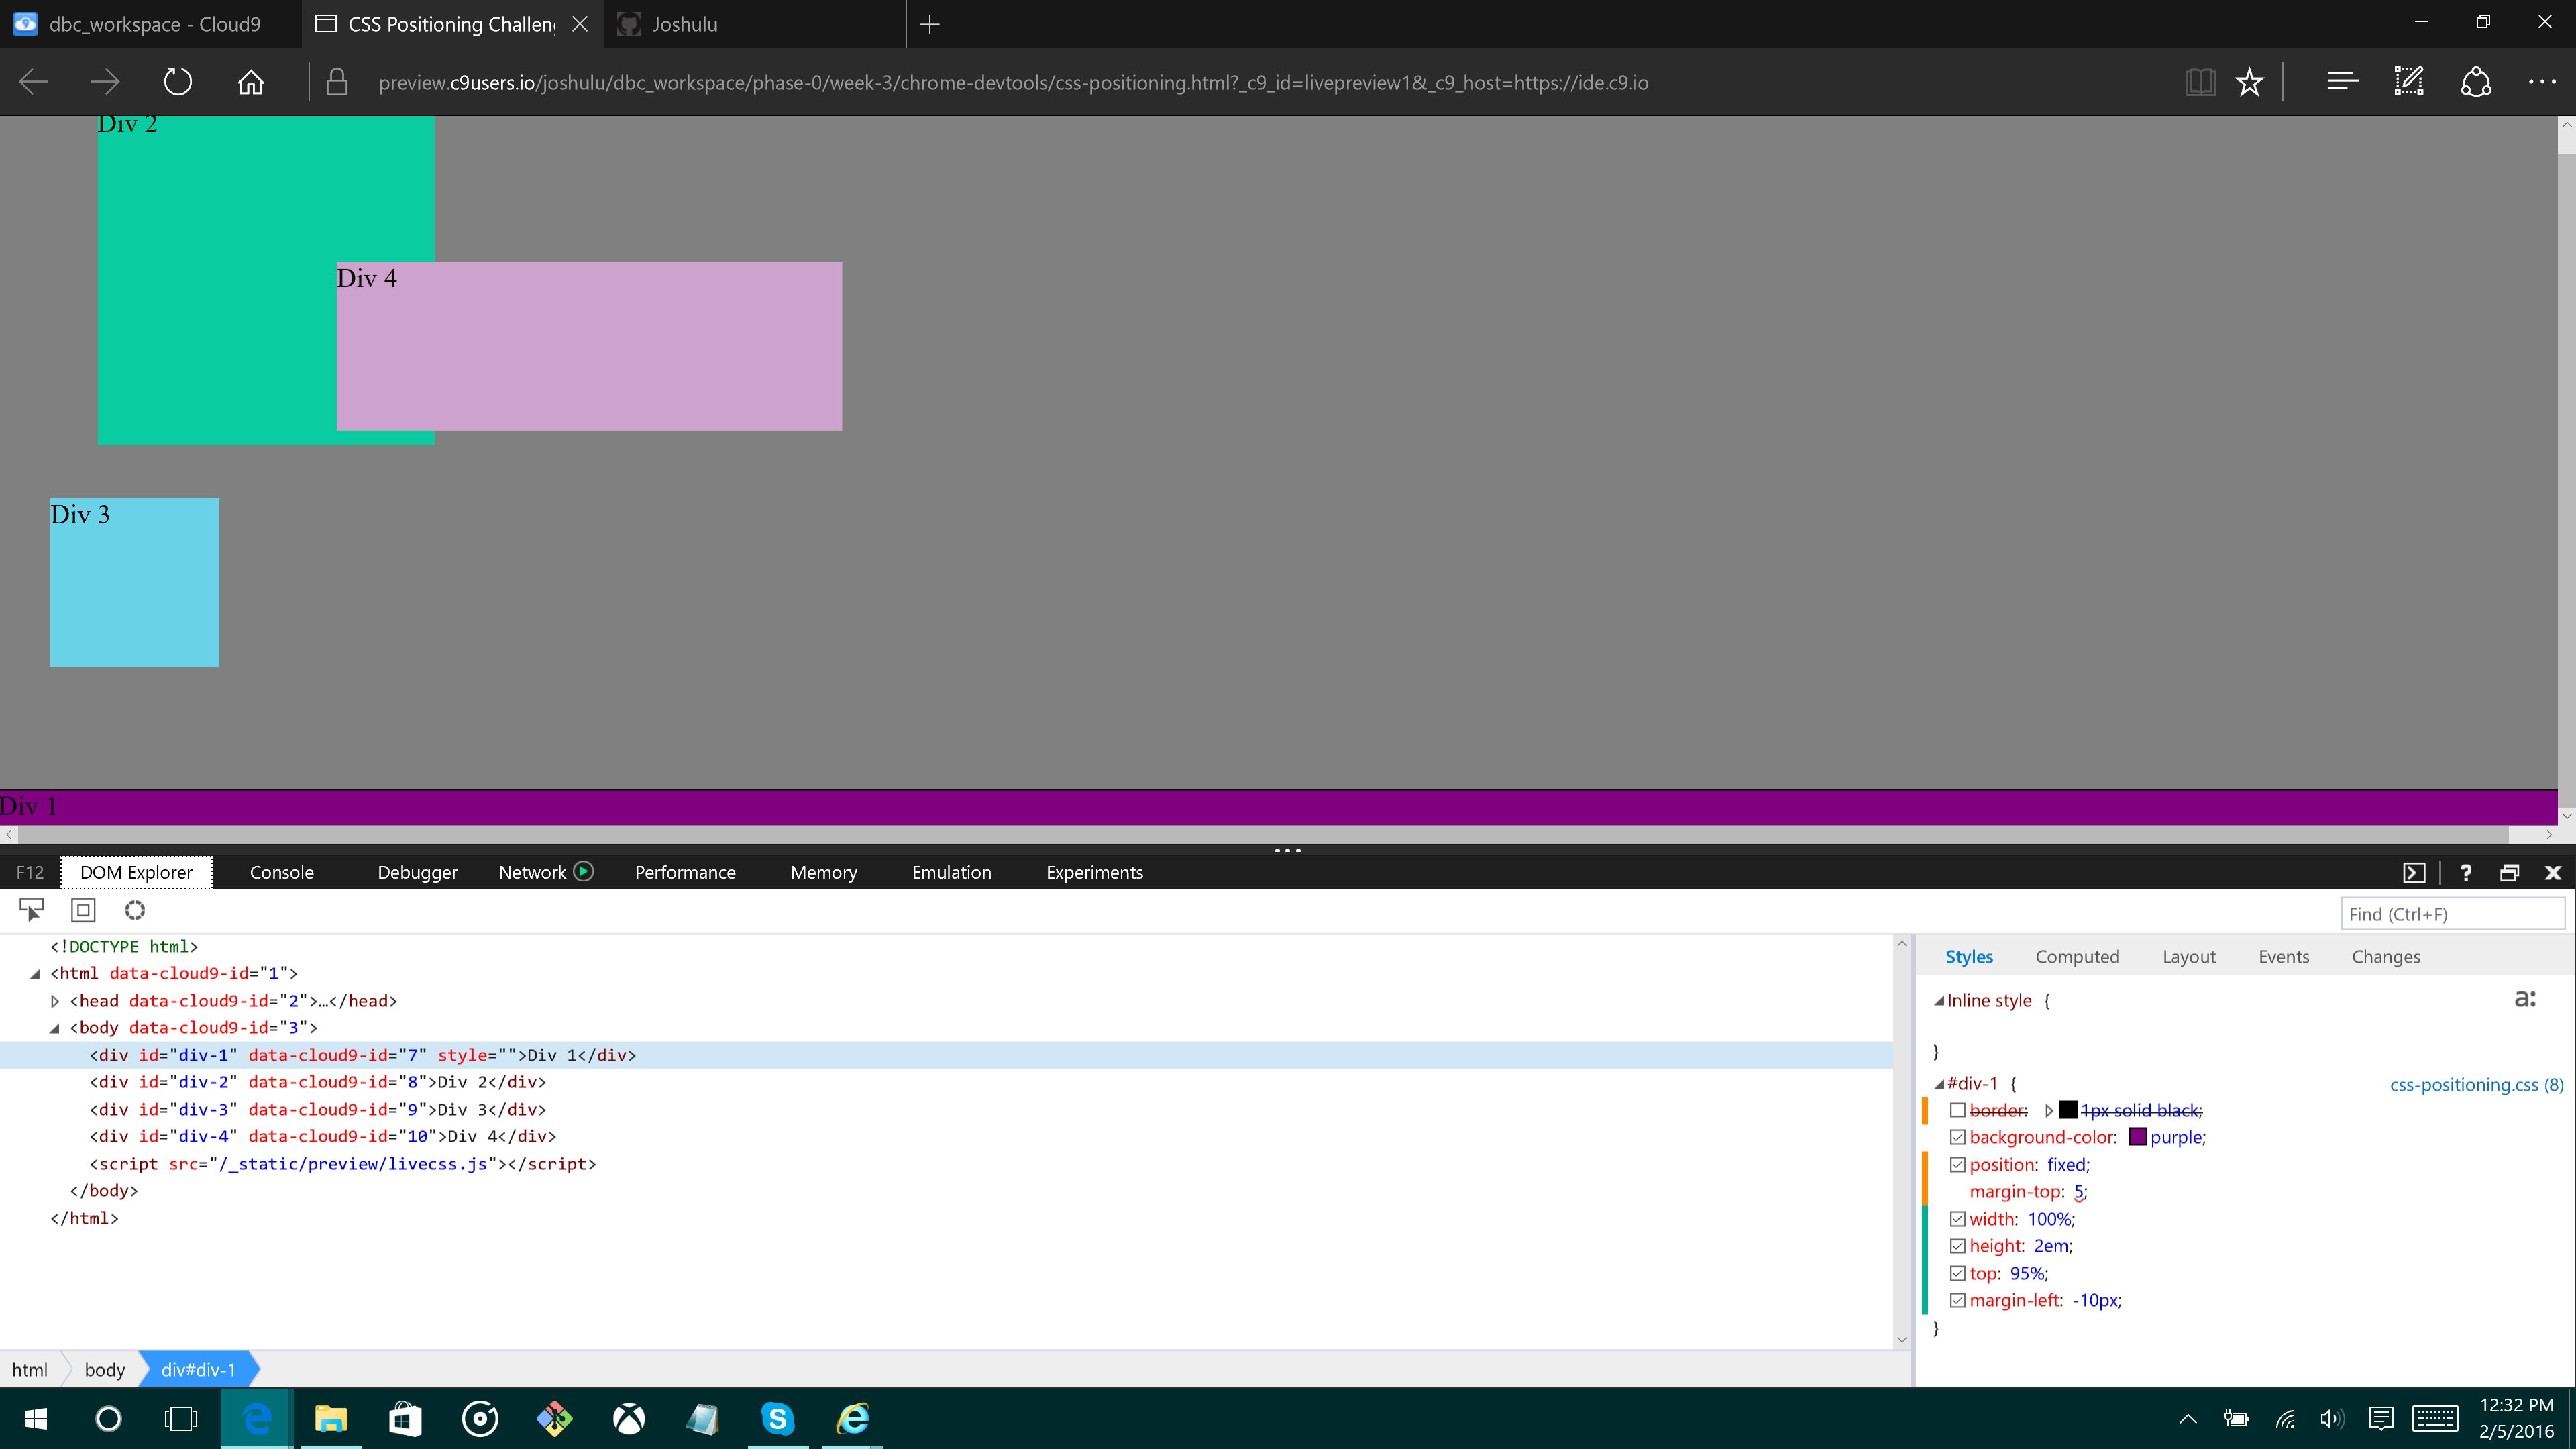 dbc_workspace - Cloud9
CSS Positioning Challen
Joshulu
preview.c9users.io/joshulu/dbc_workspace/phase-0/week-3/chrome-devtools/css-positioning.html?_c9_id=livepreview1&_c9_host=https://ide.c9.io
Div 2
Div 4
Div 3
Div 1
F12 DOM Explorer Console Debugger Network Performance Memory Emulation Experiments ?
Find (Ctrl+F)
<!DOCTYPE html>
<html data-cloud9-id="1">
<head data-cloud9-id="2">…</head>
<body data-cloud9-id="3">
<div id="div-1" data-cloud9-id="7" style="">Div 1</div>
<div id="div-2" data-cloud9-id="8">Div 2</div>
<div id="div-3" data-cloud9-id="9">Div 3</div>
<div id="div-4" data-cloud9-id="10">Div 4</div>
<script src="/_static/preview/livecss.js"></script>
</body>
</html>
Styles Computed Layout Events Changes
Inline style {
a:
}
#div-1 { css-positioning.css (8)
border: 1px solid black;
background-color: purple;
position: fixed;
margin-top: 5;
width: 100%;
height: 2em;
top: 95%;
margin-left: -10px;
}
html body div#div-1
12:32 PM
2/5/2016